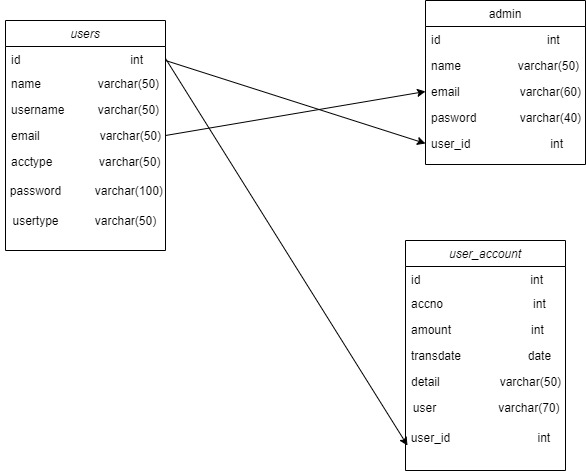 users
id int
name varchar(50)
username varchar(50)
email varchar(50)
acctype varchar(50)
password varchar(100)
usertype varchar(50)
admin
id int
name varchar(50)
email varchar(60)
pasword varchar(40)
user_id int
user_account
id int
accno int
amount int
transdate date
detail varchar(50)
user varchar(70)
user_id int